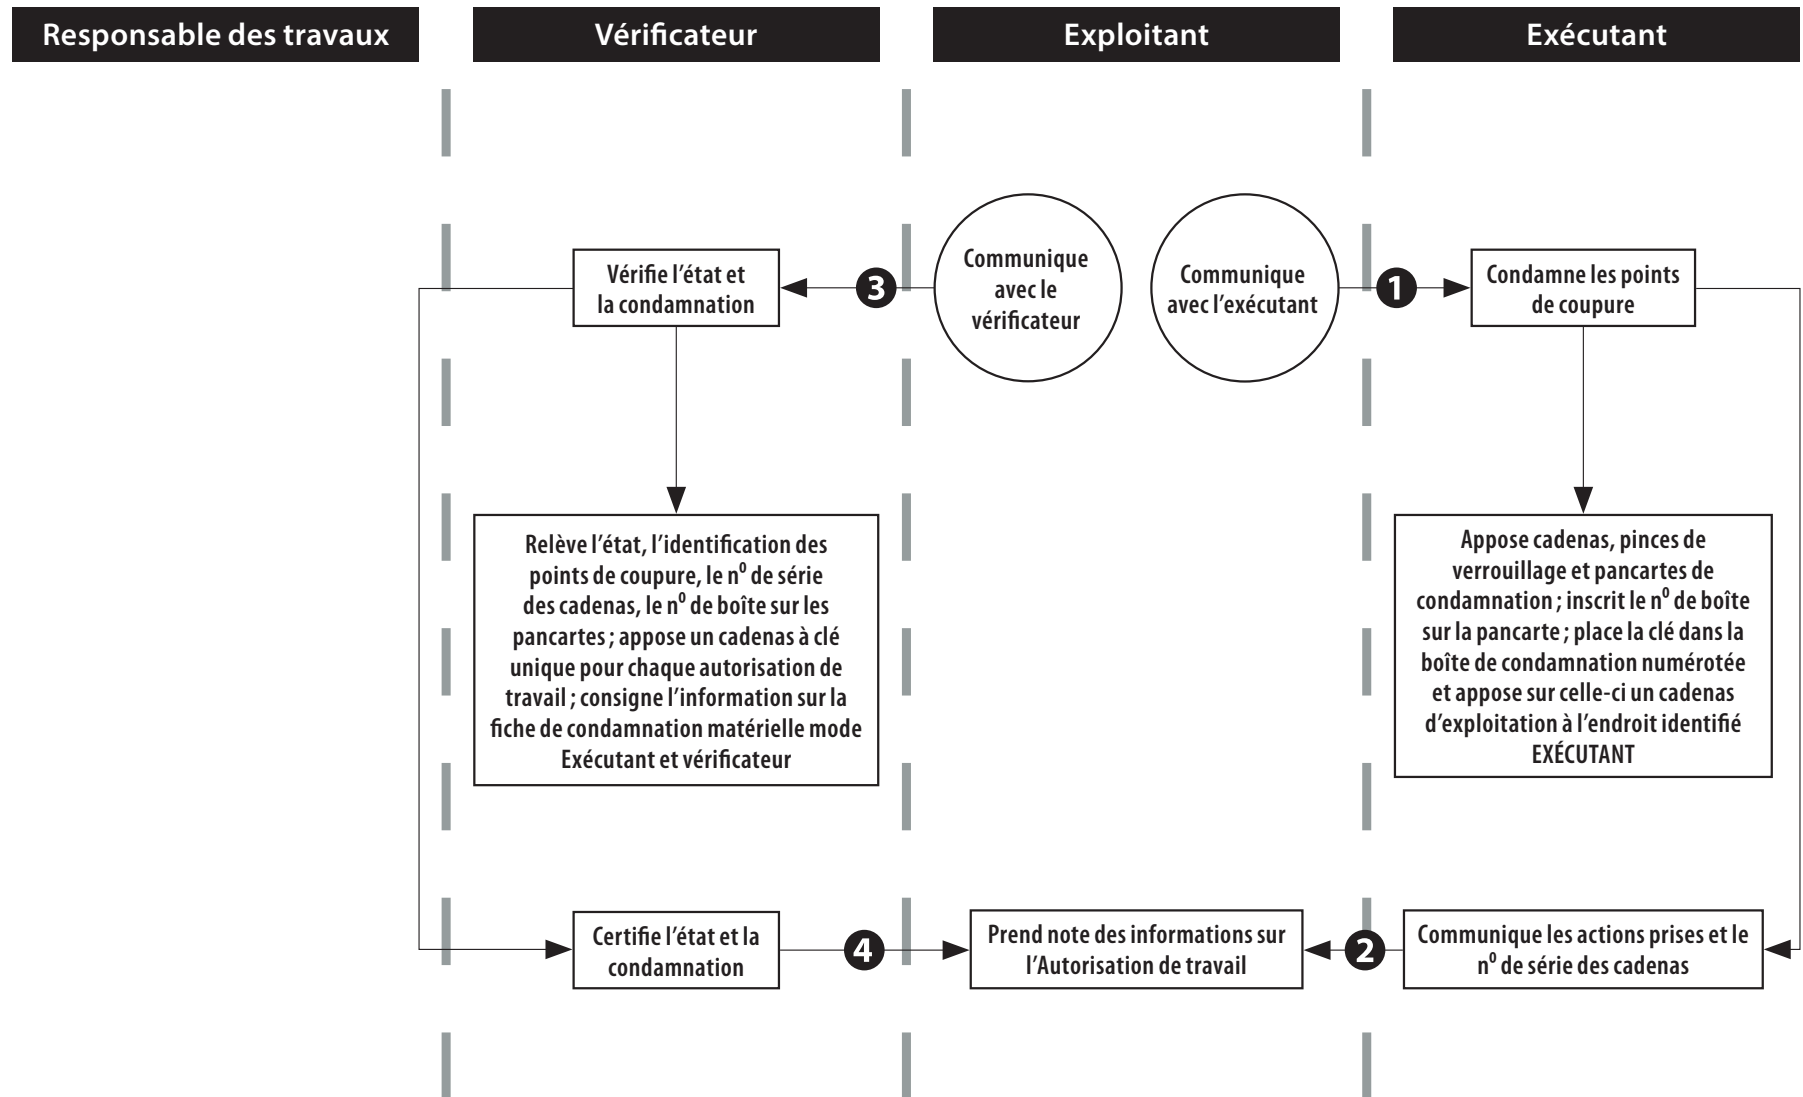 Responsable des travaux
Vérificateur
Exploitant
Exécutant
Vérifie l'état et
la condamnation
3
Communique
avec le
vérificateur
Communique
avec l'exécutant
1
Condamne les points
de coupure
Relève l'état, l'identification des
points de coupure, le n⁰ de série
des cadenas, le n⁰ de boîte sur les
pancartes ; appose un cadenas à clé
unique pour chaque autorisation de
travail ; consigne l'information sur la
fiche de condamnation matérielle mode
Exécutant et vérificateur
Appose cadenas, pinces de
verrouillage et pancartes de
condamnation ; inscrit le n⁰ de boîte
sur la pancarte ; place la clé dans la
boîte de condamnation numérotée
et appose sur celle-ci un cadenas
d'exploitation à l'endroit identifié
EXÉCUTANT
Certifie l'état et la
condamnation
4
Prend note des informations sur
l'Autorisation de travail
2
Communique les actions prises et le
n⁰ de série des cadenas